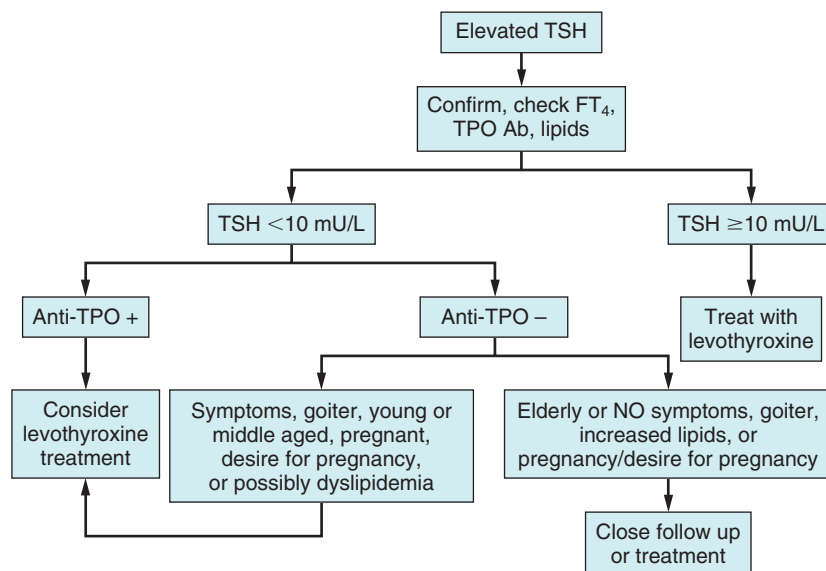 Elevated TSH
Confirm, check FT₄,
TPO Ab, lipids
TSH <10 mU/L
TSH ≥10 mU/L
Anti-TPO +
Anti-TPO –
Treat with
levothyroxine
Consider
levothyroxine
treatment
Symptoms, goiter, young or
middle aged, pregnant,
desire for pregnancy,
or possibly dyslipidemia
Elderly or NO symptoms, goiter,
increased lipids, or
pregnancy/desire for pregnancy
Close follow up
or treatment